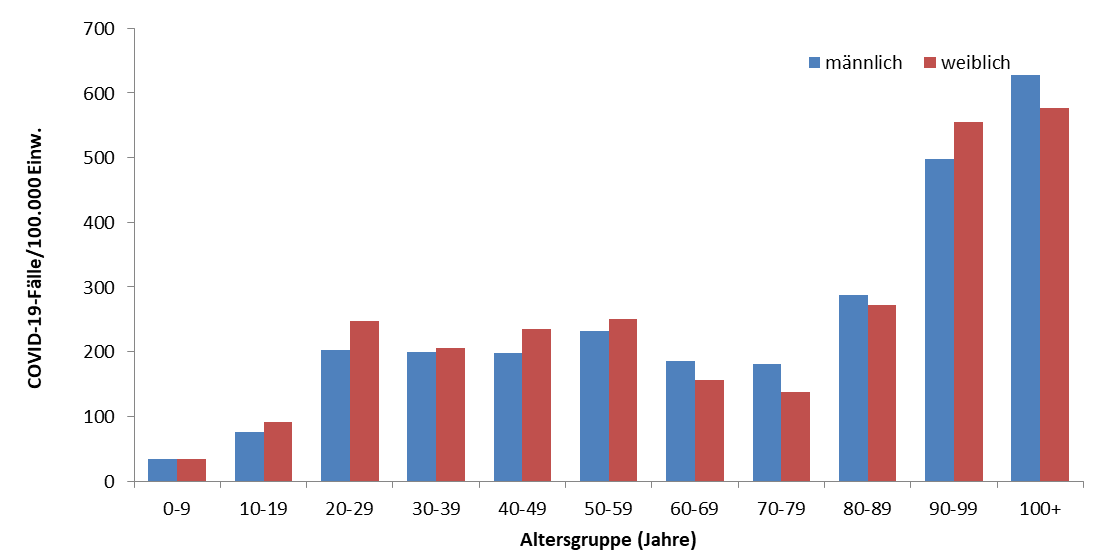 700
600
500
400
300
200
100
0
COVID-19-Fälle/100.000 Einw.
männlich weiblich
0-9 10-19 20-29 30-39 40-49 50-59 60-69 70-79 80-89 90-99 100+
Altersgruppe (Jahre)